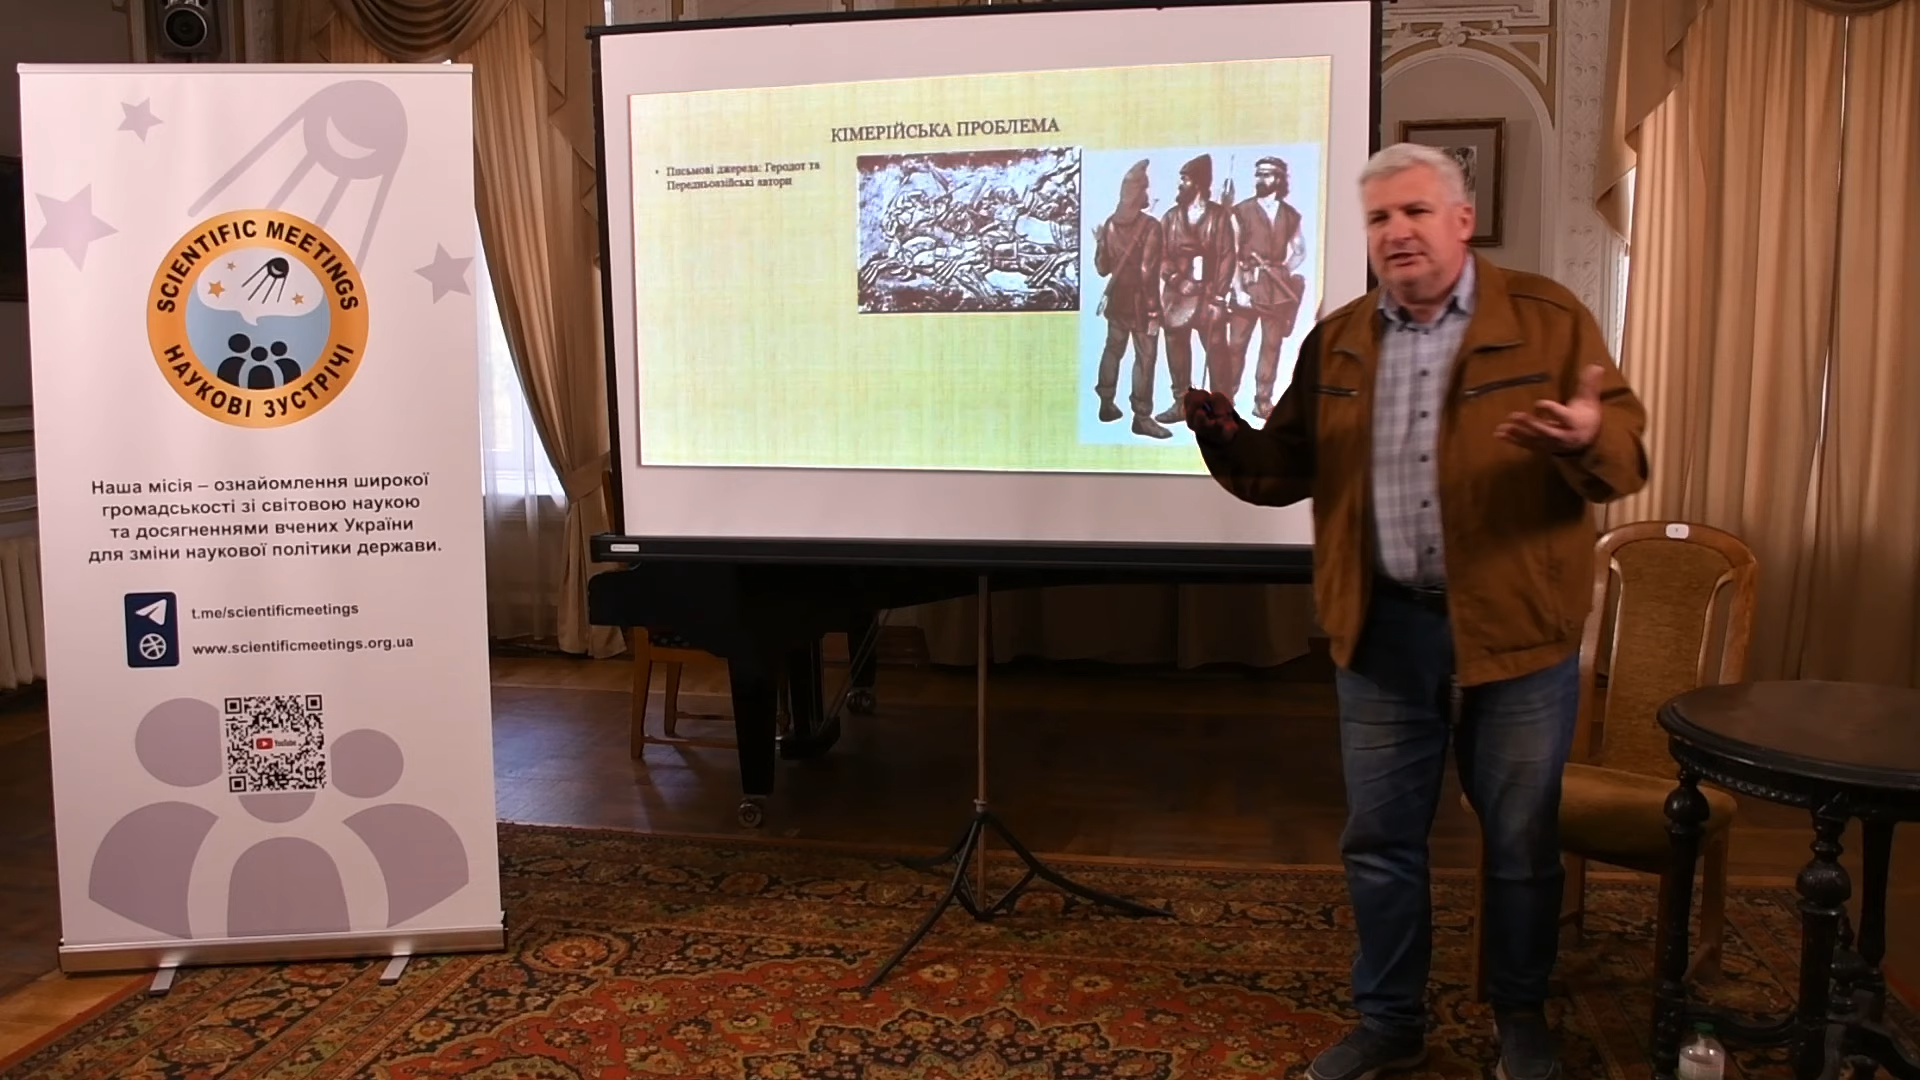 SCIENTIFIC MEETINGS
НАУКОВІ ЗУСТРІЧІ
Наша місія – ознайомлення широкої
громадськості зі світовою наукою
та досягненнями вчених України
для зміни наукової політики держави.
t.me/scientificmeetings
www.scientificmeetings.org.ua
YouTube
КІМЕРІЙСЬКА ПРОБЛЕМА
• Письмові джерела: Геродот та
Передньоазійські автори